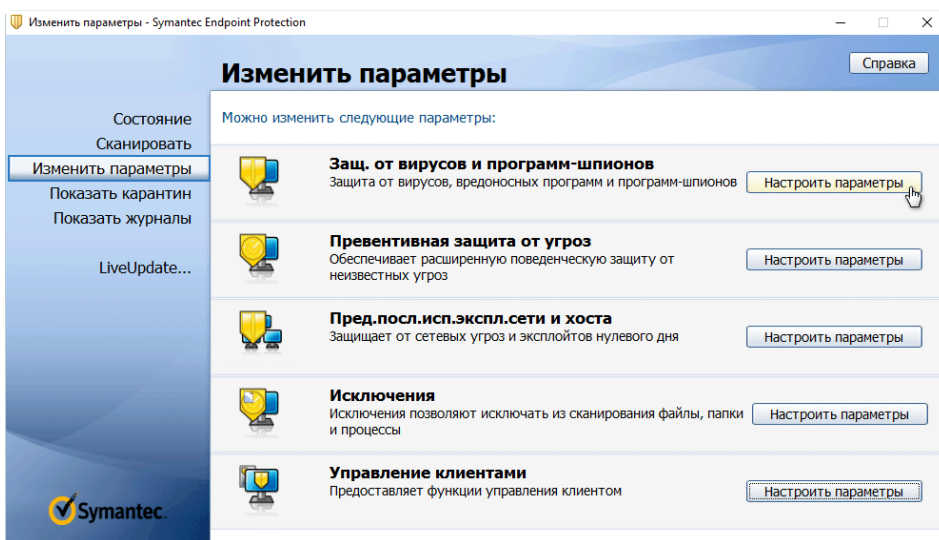 Изменить параметры - Symantec Endpoint Protection
Изменить параметры
Справка
Состояние
Сканировать
Изменить параметры
Показать карантин
Показать журналы
LiveUpdate...
Можно изменить следующие параметры:
Защ. от вирусов и программ-шпионов
Защита от вирусов, вредоносных программ и программ-шпионов
Настроить параметры
Превентивная защита от угроз
Обеспечивает расширенную поведенческую защиту от
неизвестных угроз
Настроить параметры
Пред.посл.исп.экспл.сети и хоста
Защищает от сетевых угроз и эксплойтов нулевого дня
Настроить параметры
Исключения
Исключения позволяют исключать из сканирования файлы, папки
и процессы
Настроить параметры
Управление клиентами
Предоставляет функции управления клиентом
Настроить параметры
Symantec.